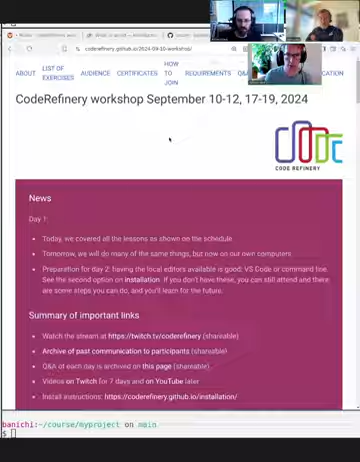 coderefinery.github.io/2024-09-10-workshop/
ABOUT
LIST OF
EXERCISES
AUDIENCE
CERTIFICATES
HOW
TO
JOIN
REQUIREMENTS
CodeRefinery workshop September 10-12, 17-19, 2024
CODE REFINERY
News
Day 1:
• Today, we covered all the lessons as shown on the schedule
• Tomorrow, we will do many of the same things, but now on our own computers
• Preparation for day 2: having the local editors available is good: VS Code or command line.
See the second option on installation. If you don't have these, you can still attend and there
are some steps you can do, and you'll learn for the future.
Summary of important links
• Watch the stream at https://twitch.tv/coderefinery (shareable)
• Archive of past communication to participants (shareable)
• Q&A of each day is archived on this page (shareable)
• Videos on Twitch for 7 days and on YouTube later
• Install instructions: https://coderefinery.github.io/installation/
banichi:~/course/myproject on main
$